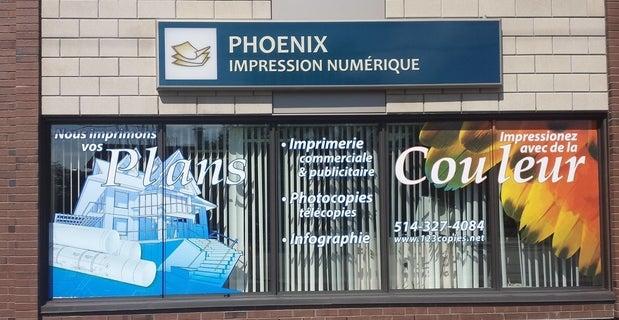 PHOENIX
IMPRESSION NUMÉRIQUE
Nous imprimons
vos
Plans
• Imprimerie
commerciale
& publicitaire
• Photocopies
télécopies
• Infographie
Impressionez
avec de la
Couleur
514-327-4084
www.123copies.net